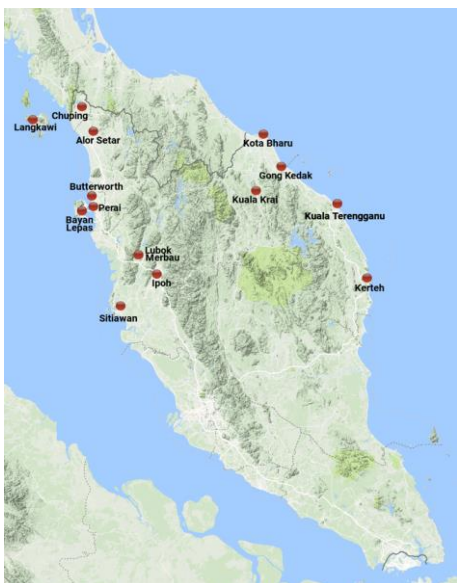 Chuping
Langkawi
Alor Setar
Kota Bharu
Gong Kedak
Butterworth
Kuala Krai
Perai
Kuala Terengganu
Bayan
Lepas
Lubok
Merbau
Ipoh
Kerteh
Sitiawan